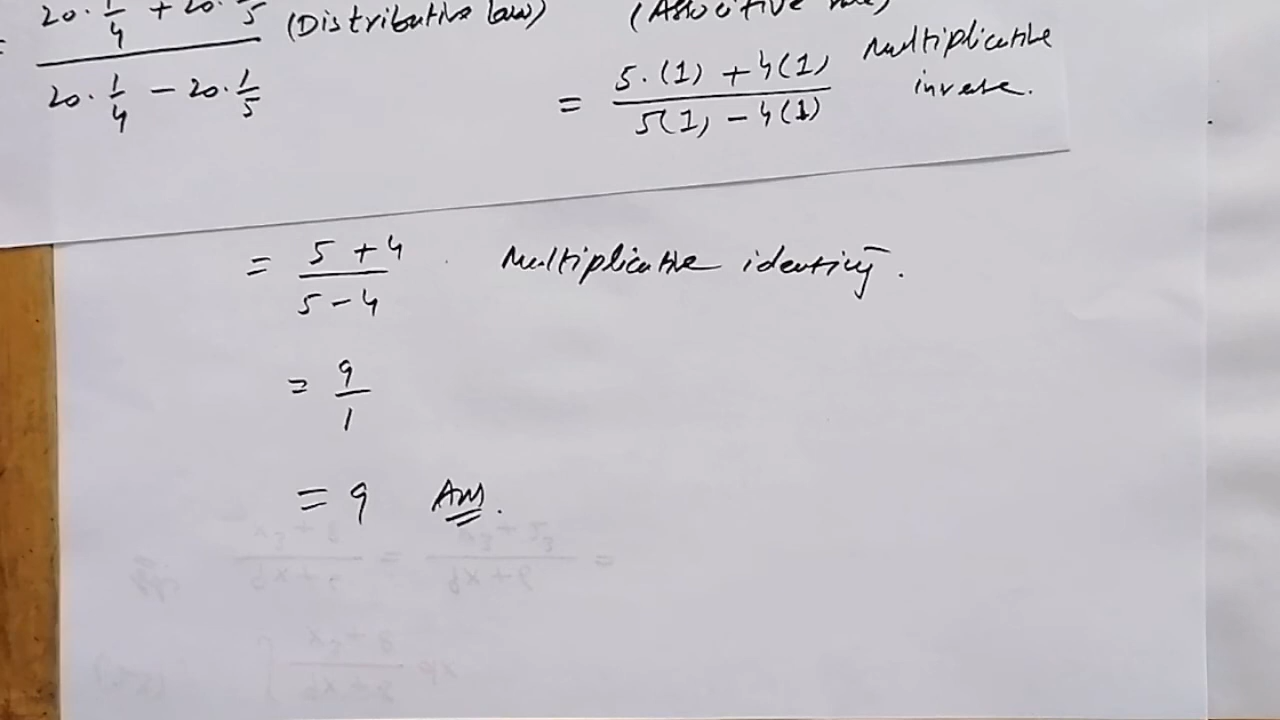 = 20 · 1/4 + 20 · 1/5 / 20 · 1/4 − 20 · 1/5 (Distributive law)
(Associtive
= 5 · (1) + 4(1) / 5(1) − 4(1) Multiplicative
inverse.
= 5 + 4 / 5 − 4 Multiplicative identity.
= 9 / 1
= 9 Ans.